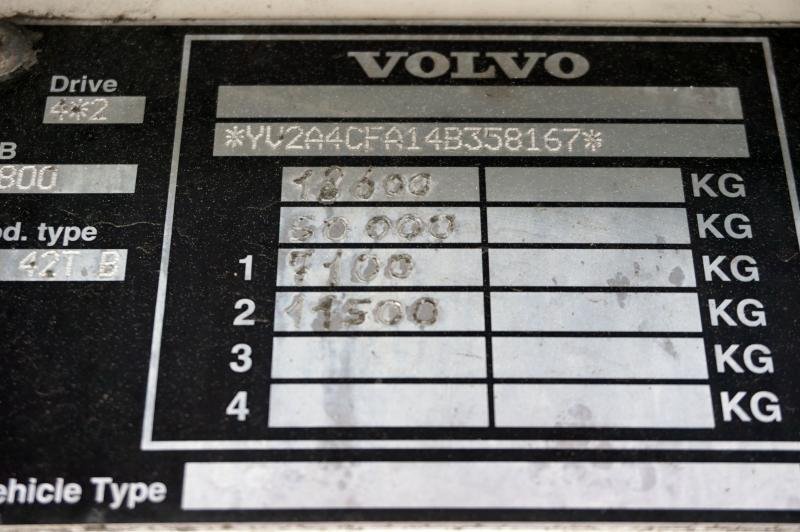 VOLVO
Drive
4*2
*YV2A4CFA14B358167*
B
800
KG
50 000 KG
od. type
42T B
1 7100 KG
2 11500 KG
3 KG
4 KG
ehicle Type